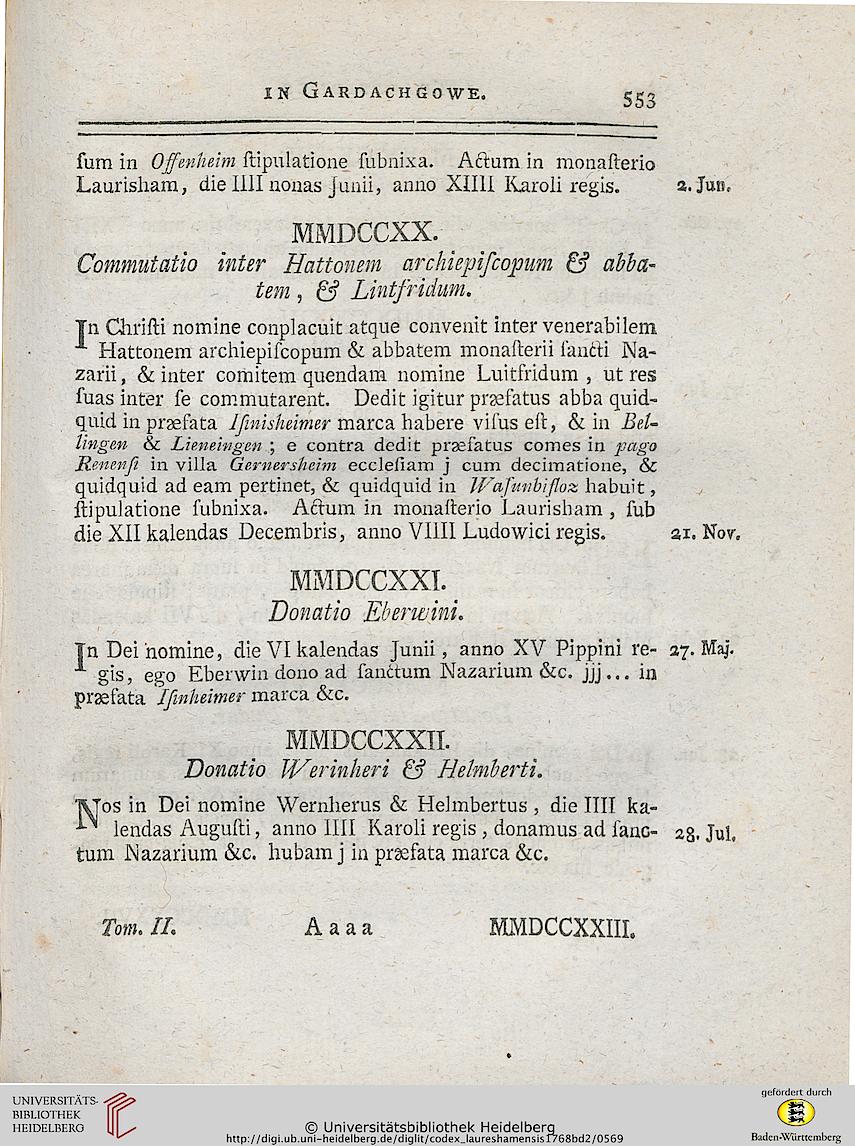 IN GARDACHGOWE. 553
ſum in Offenheim ſtipulatione ſubnixa. Actum in monaſterio
Laurisham, die IIII nonas Junii, anno XIIII Karoli regis. 2. Jun.
MMDCCXX.
Commutatio inter Hattonem archiepiſcopum & abba-
tem, & Lintfridum.
In Chriſti nomine conplacuit atque convenit inter venerabilem
Hattonem archiepiſcopum & abbatem monaſterii ſancti Na-
zarii, & inter comitem quendam nomine Luitfridum, ut res
ſuas inter ſe commutarent. Dedit igitur præfatus abba quid-
quid in præfata Iſinisheimer marca habere viſus eſt, & in Bel-
lingen & Lieneingen; e contra dedit præfatus comes in pago
Renenſi in villa Gernersheim eccleſiam j cum decimatione, &
quidquid ad eam pertinet, & quidquid in Waſunbiſloz habuit,
ſtipulatione ſubnixa. Actum in monaſterio Laurisham, ſub
die XII kalendas Decembris, anno VIIII Ludowici regis. 21. Nov.
MMDCCXXI.
Donatio Eberwini.
In Dei nomine, die VI kalendas Junii, anno XV Pippini re- 27. Maj.
gis, ego Eberwin dono ad ſanctum Nazarium &c. jjj... in
præfata Iſinheimer marca &c.
MMDCCXXII.
Donatio Werinheri & Helmberti.
Nos in Dei nomine Wernherus & Helmbertus, die IIII ka-
lendas Auguſti, anno IIII Karoli regis, donamus ad ſanc- 28. Jul.
tum Nazarium &c. hubam j in præfata marca &c.
Tom. II. Aaaa MMDCCXXIII.
UNIVERSITÄTS-
BIBLIOTHEK
HEIDELBERG
© Universitätsbibliothek Heidelberg
http://digi.ub.uni-heidelberg.de/diglit/codex_laureshamensis1768bd2/0569
gefördert durch
Baden-Württemberg